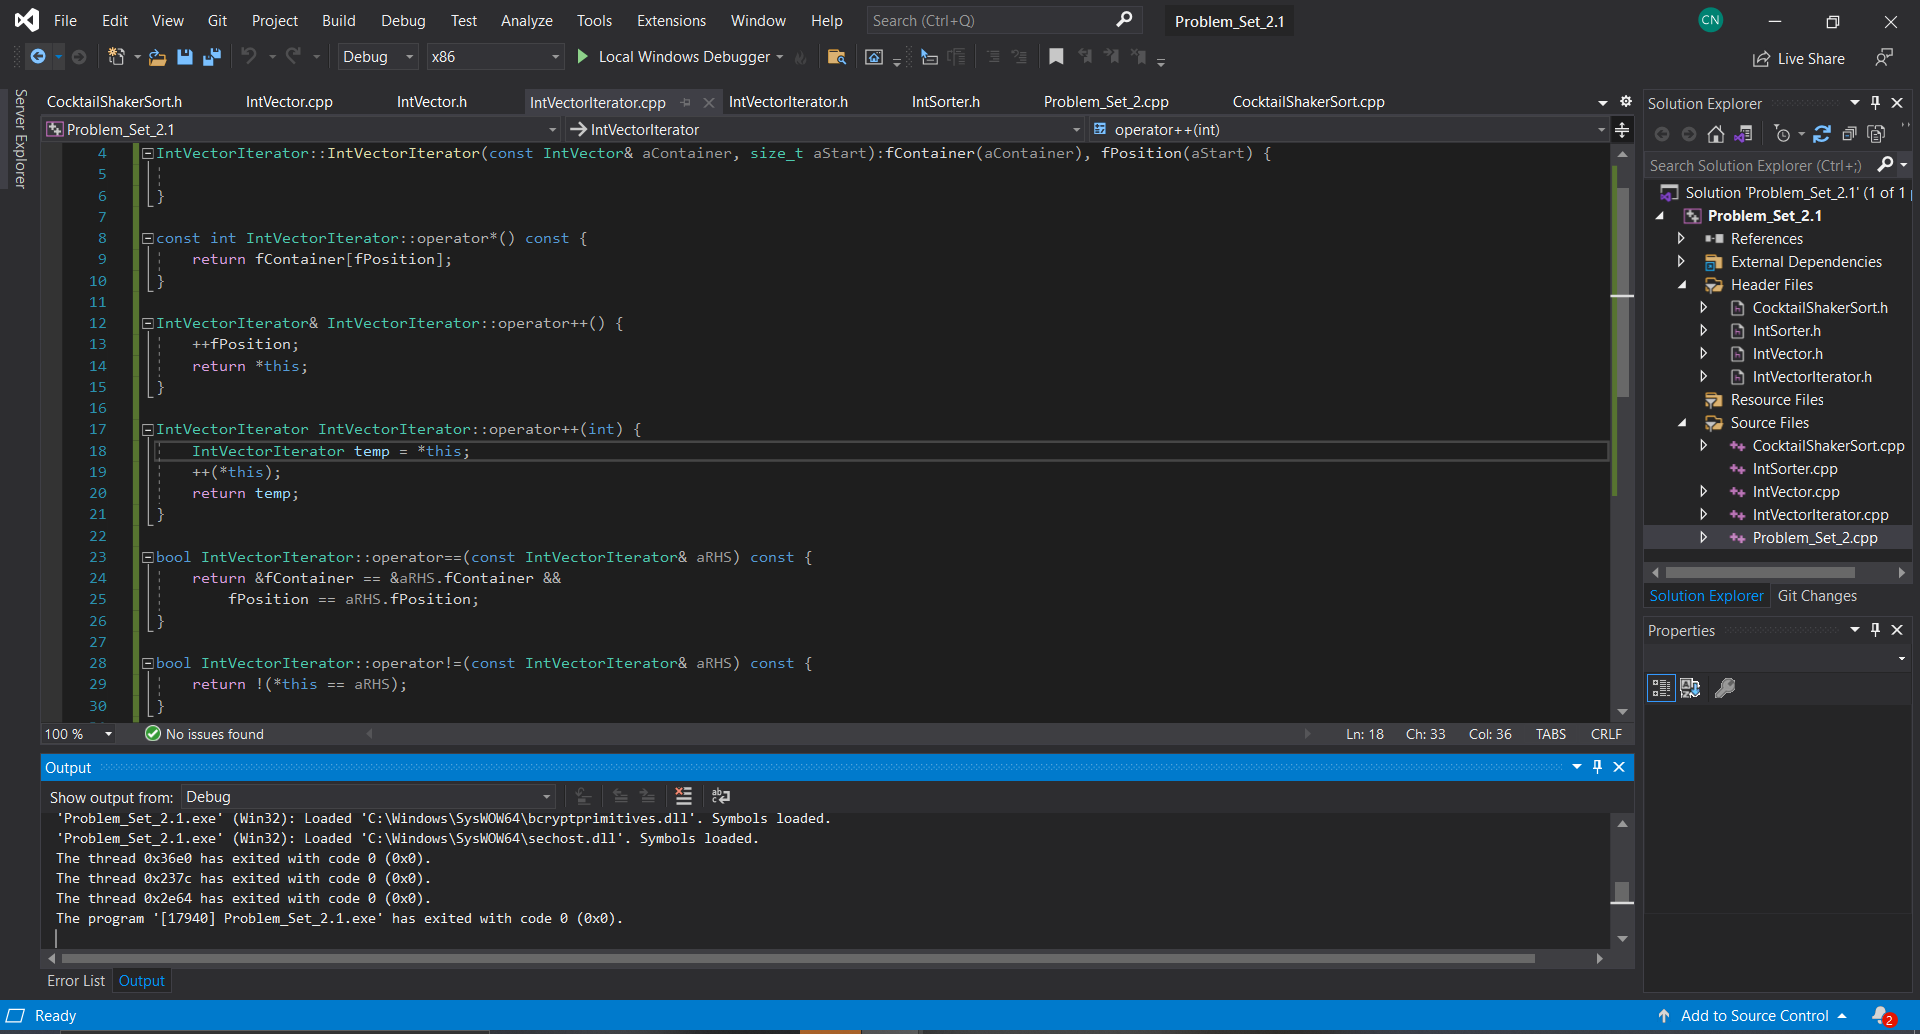 File Edit View Git Project Build Debug Test Analyze Tools Extensions Window Help Search (Ctrl+Q) Problem_Set_2.1 CN
Debug x86 Local Windows Debugger Live Share
Server Explorer
CocktailShakerSort.h IntVector.cpp IntVector.h IntVectorIterator.cpp IntVectorIterator.h IntSorter.h Problem_Set_2.cpp CocktailShakerSort.cpp
Problem_Set_2.1 IntVectorIterator operator++(int)
4 IntVectorIterator::IntVectorIterator(const IntVector& aContainer, size_t aStart):fContainer(aContainer), fPosition(aStart) {
5
6 }
7
8 const int IntVectorIterator::operator*() const {
9 return fContainer[fPosition];
10 }
11
12 IntVectorIterator& IntVectorIterator::operator++() {
13 ++fPosition;
14 return *this;
15 }
16
17 IntVectorIterator IntVectorIterator::operator++(int) {
18 IntVectorIterator temp = *this;
19 ++(*this);
20 return temp;
21 }
22
23 bool IntVectorIterator::operator==(const IntVectorIterator& aRHS) const {
24 return &fContainer == &aRHS.fContainer &&
25 fPosition == aRHS.fPosition;
26 }
27
28 bool IntVectorIterator::operator!=(const IntVectorIterator& aRHS) const {
29 return !(*this == aRHS);
30 }
100 % No issues found Ln: 18 Ch: 33 Col: 36 TABS CRLF
Output
Show output from: Debug
'Problem_Set_2.1.exe' (Win32): Loaded 'C:\Windows\SysWOW64\bcryptprimitives.dll'. Symbols loaded.
'Problem_Set_2.1.exe' (Win32): Loaded 'C:\Windows\SysWOW64\sechost.dll'. Symbols loaded.
The thread 0x36e0 has exited with code 0 (0x0).
The thread 0x237c has exited with code 0 (0x0).
The thread 0x2e64 has exited with code 0 (0x0).
The program '[17940] Problem_Set_2.1.exe' has exited with code 0 (0x0).
Error List Output
Solution Explorer
Search Solution Explorer (Ctrl+;)
Solution 'Problem_Set_2.1' (1 of 1
Problem_Set_2.1
References
External Dependencies
Header Files
CocktailShakerSort.h
IntSorter.h
IntVector.h
IntVectorIterator.h
Resource Files
Source Files
CocktailShakerSort.cpp
IntSorter.cpp
IntVector.cpp
IntVectorIterator.cpp
Problem_Set_2.cpp
Solution Explorer Git Changes
Properties
Ready Add to Source Control 2